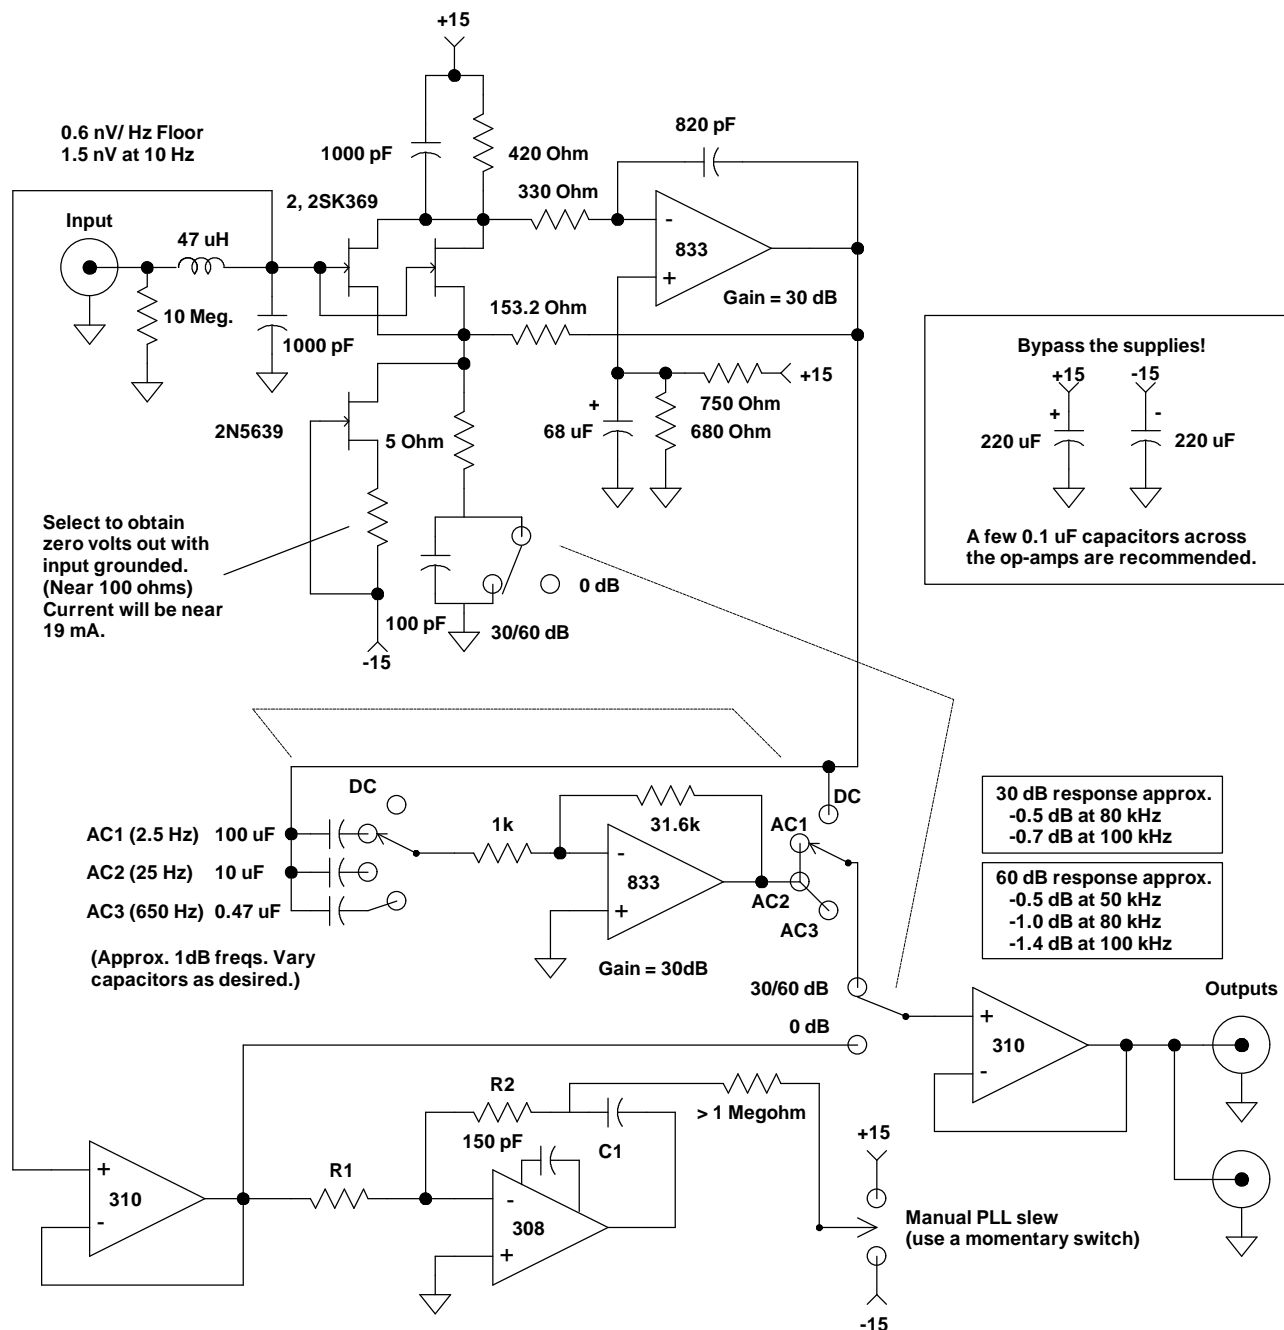 +15
0.6 nV/ Hz Floor
1.5 nV at 10 Hz
1000 pF
420 Ohm
820 pF
2, 2SK369
330 Ohm
Input
47 uH
-
833
+
Gain = 30 dB
10 Meg.
1000 pF
153.2 Ohm
+15
750 Ohm
680 Ohm
+
68 uF
2N5639
5 Ohm
Bypass the supplies!
+15
-15
+
-
220 uF
220 uF
A few 0.1 uF capacitors across
the op-amps are recommended.
Select to obtain
zero volts out with
input grounded.
(Near 100 ohms)
Current will be near
19 mA.
100 pF
0 dB
30/60 dB
-15
DC
DC
AC1 (2.5 Hz)
100 uF
AC2 (25 Hz)
10 uF
AC3 (650 Hz)
0.47 uF
(Approx. 1dB freqs. Vary
capacitors as desired.)
1k
31.6k
-
833
+
Gain = 30dB
AC1
AC2
AC3
30 dB response approx.
-0.5 dB at 80 kHz
-0.7 dB at 100 kHz
60 dB response approx.
-0.5 dB at 50 kHz
-1.0 dB at 80 kHz
-1.4 dB at 100 kHz
30/60 dB
0 dB
+
310
-
Outputs
R2
150 pF
C1
> 1 Megohm
+
310
-
R1
-
308
+
+15
Manual PLL slew
(use a momentary switch)
-15